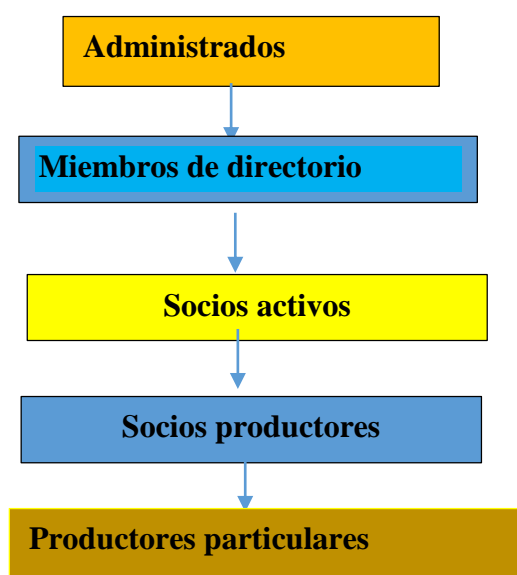 Administrados
Miembros de directorio
Socios activos
Socios productores
Productores particulares